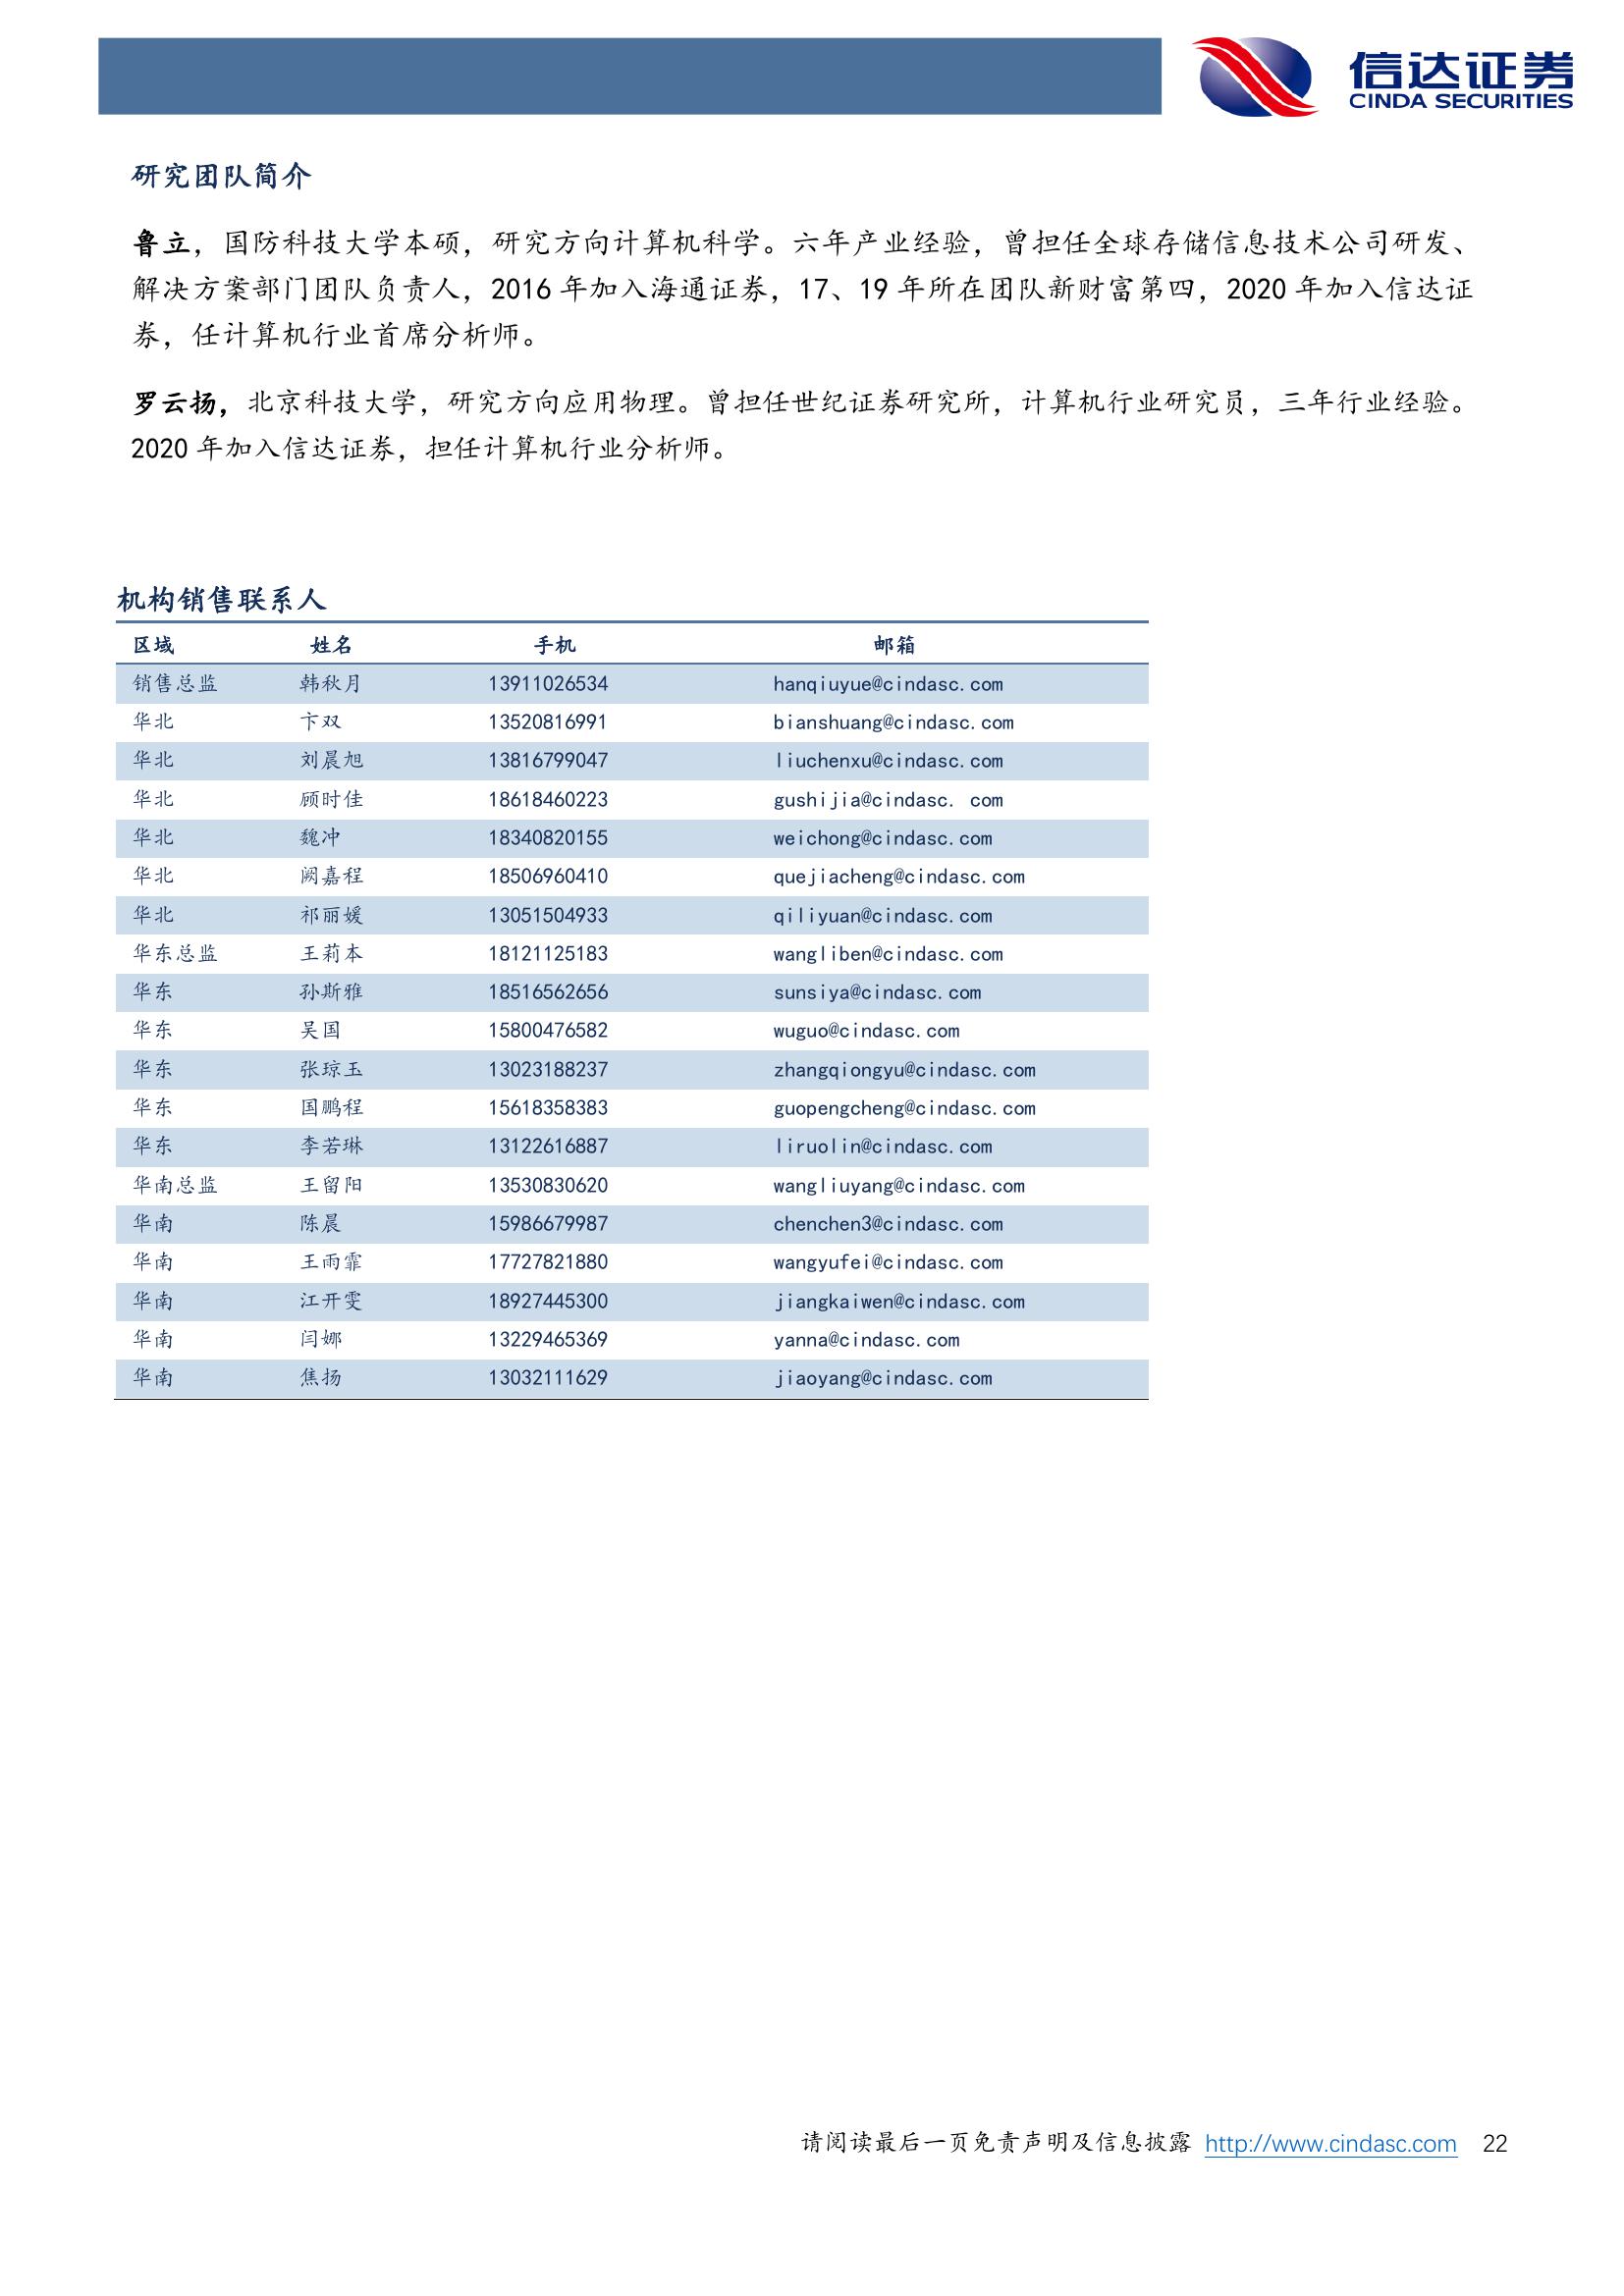 信达证券
CINDA SECURITIES
研究团队简介
鲁立，国防科技大学本硕，研究方向计算机科学。六年产业经验，曾担任全球存储信息技术公司研发、
解决方案部门团队负责人，2016 年加入海通证券，17、19 年所在团队新财富第四，2020 年加入信达证
券，任计算机行业首席分析师。
罗云扬，北京科技大学，研究方向应用物理。曾担任世纪证券研究所，计算机行业研究员，三年行业经验。
2020 年加入信达证券，担任计算机行业分析师。
机构销售联系人
区域 姓名 手机 邮箱
销售总监 韩秋月 13911026534 hanqiuyue@cindasc.com
华北 卞双 13520816991 bianshuang@cindasc.com
华北 刘晨旭 13816799047 liuchenxu@cindasc.com
华北 顾时佳 18618460223 gushijia@cindasc. com
华北 魏冲 18340820155 weichong@cindasc.com
华北 阙嘉程 18506960410 quejiacheng@cindasc.com
华北 祁丽媛 13051504933 qiliyuan@cindasc.com
华东总监 王莉本 18121125183 wangliben@cindasc.com
华东 孙斯雅 18516562656 sunsiya@cindasc.com
华东 吴国 15800476582 wuguo@cindasc.com
华东 张琼玉 13023188237 zhangqiongyu@cindasc.com
华东 国鹏程 15618358383 guopengcheng@cindasc.com
华东 李若琳 13122616887 liruolin@cindasc.com
华南总监 王留阳 13530830620 wangliuyang@cindasc.com
华南 陈晨 15986679987 chenchen3@cindasc.com
华南 王雨霏 17727821880 wangyufei@cindasc.com
华南 江开雯 18927445300 jiangkaiwen@cindasc.com
华南 闫娜 13229465369 yanna@cindasc.com
华南 焦扬 13032111629 jiaoyang@cindasc.com
请阅读最后一页免责声明及信息披露 http://www.cindasc.com 22